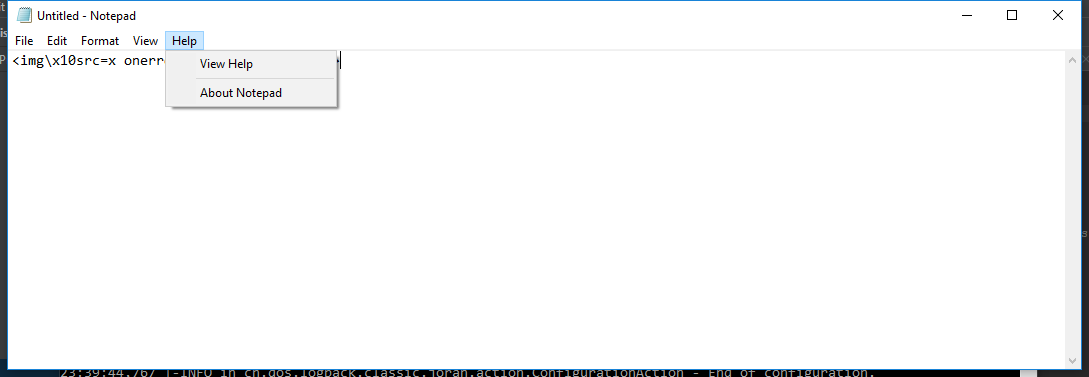 Untitled - Notepad
File Edit Format View Help
<img\x10src=x onerr
View Help
About Notepad
23:39:44,767 |-INFO in ch.qos.logback.classic.joran.action.ConfigurationAction - End of configuration.